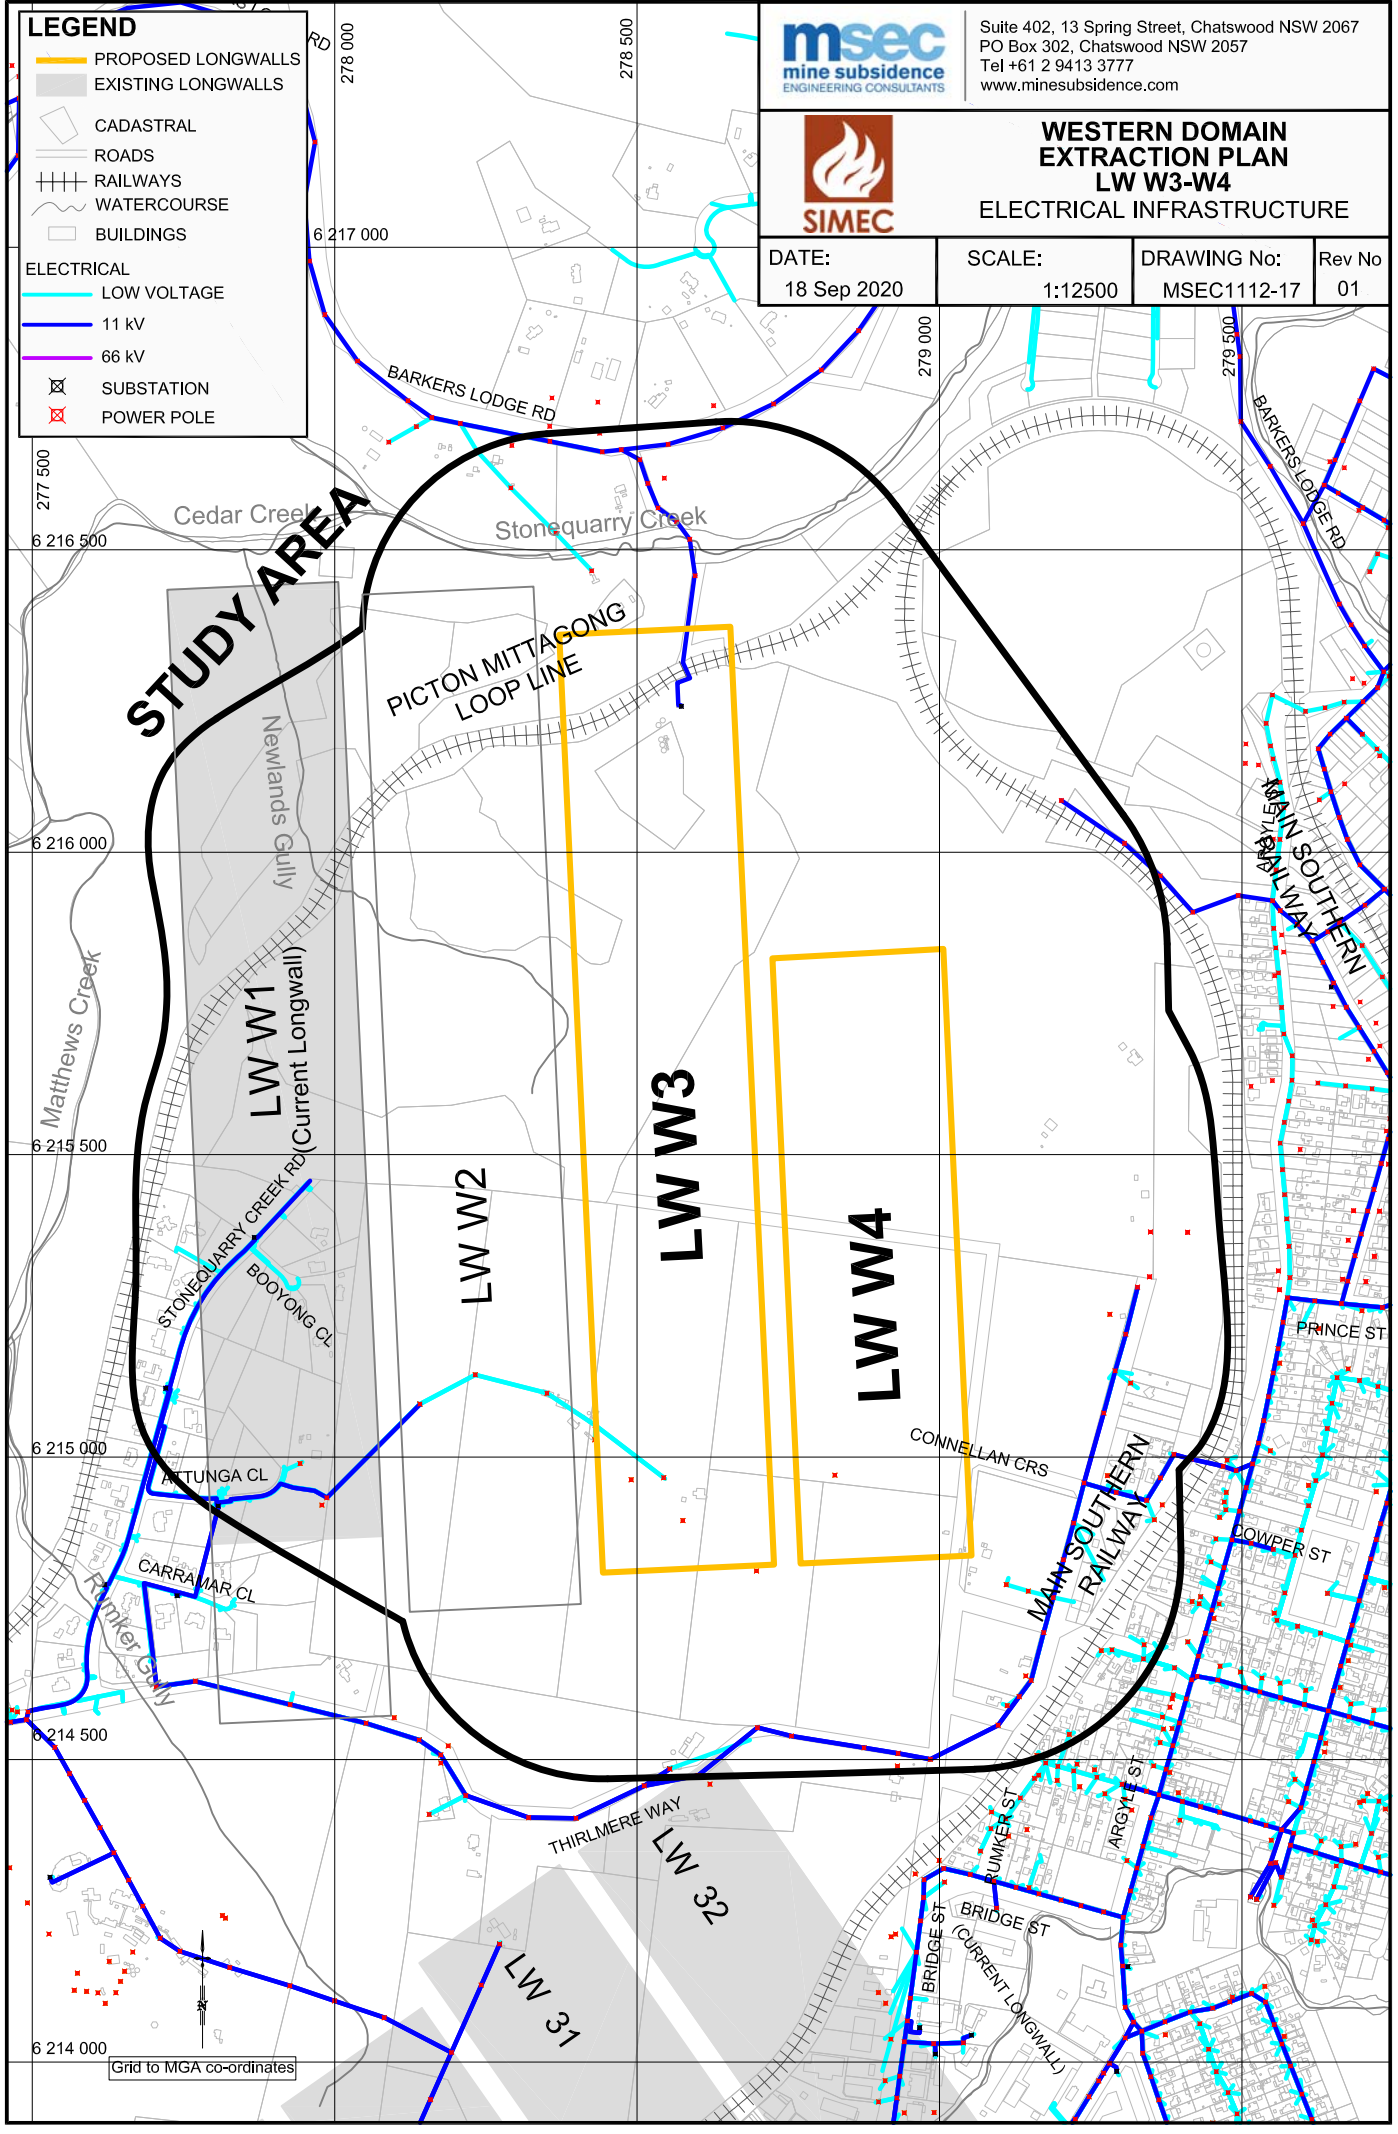 LEGEND
PROPOSED LONGWALLS
EXISTING LONGWALLS
CADASTRAL
ROADS
RAILWAYS
WATERCOURSE
BUILDINGS
ELECTRICAL
LOW VOLTAGE
11 kV
66 kV
SUBSTATION
POWER POLE
msec
mine subsidence
ENGINEERING CONSULTANTS
Suite 402, 13 Spring Street, Chatswood NSW 2067
PO Box 302, Chatswood NSW 2057
Tel +61 2 9413 3777
www.minesubsidence.com
SIMEC
WESTERN DOMAIN
EXTRACTION PLAN
LW W3-W4
ELECTRICAL INFRASTRUCTURE
DATE:
18 Sep 2020
SCALE:
1:12500
DRAWING No:
MSEC1112-17
Rev No
01
RD
278 000
278 500
6 217 000
279 000
279 500
277 500
BARKERS LODGE RD
BARKERS LODGE RD
Cedar Creek
Stonequarry Creek
STUDY AREA
6 216 500
PICTON MITTAGONG
LOOP LINE
Newlands Gully
MAIN SOUTHERN
RAILWAY
6 216 000
Matthews Creek
LW W1
(Current Longwall)
6 215 500
STONEQUARRY CREEK RD
BOOYONG CL
LW W2
LW W3
LW W4
PRINCE ST
6 215 000
ATTUNGA CL
CONNELLAN CRS
MAIN SOUTHERN
RAILWAY
COWPER ST
CARRAMAR CL
Rumker Gully
6 214 500
THIRLMERE WAY
LW 32
LW 31
RUMKER ST
ARGYLE ST
BRIDGE ST
BRIDGE ST
(CURRENT LONGWALL)
6 214 000
N
Grid to MGA co-ordinates